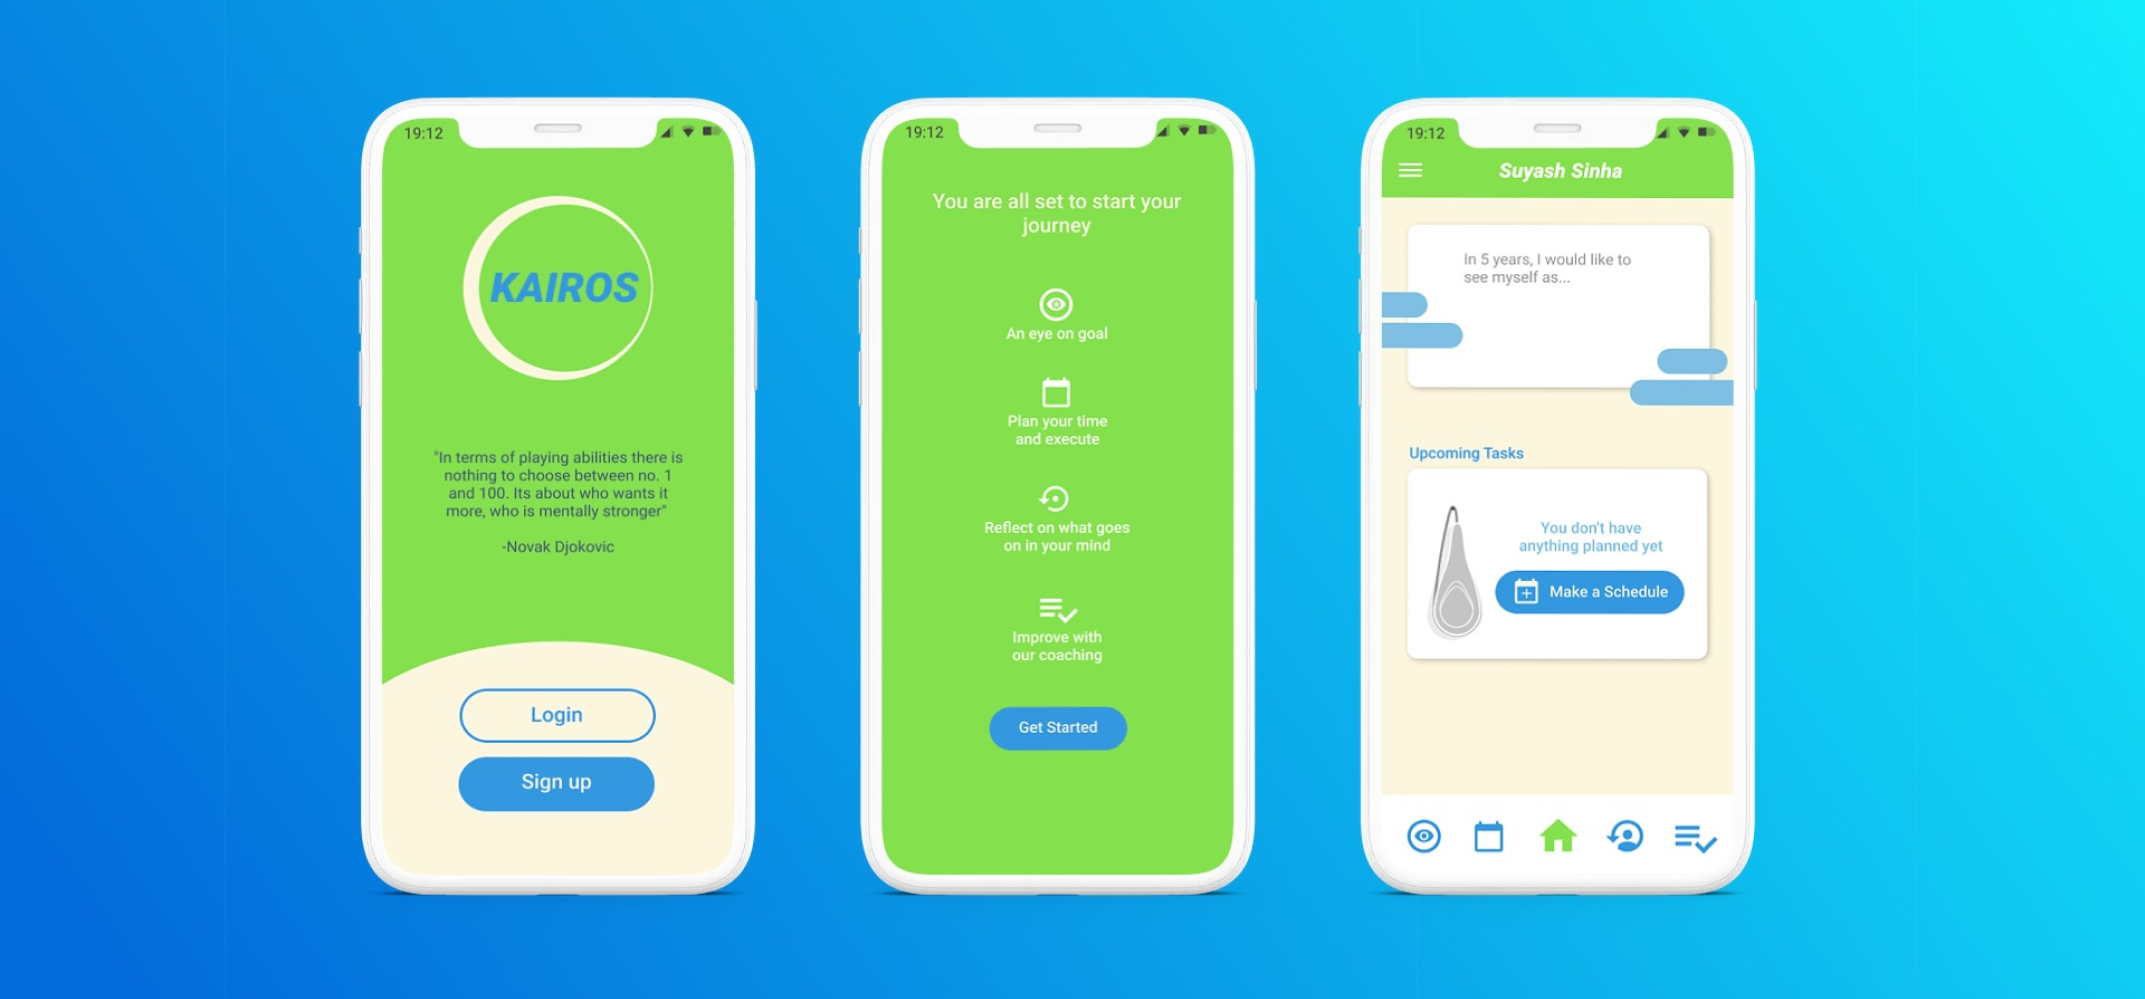 19:12
KAIROS
"In terms of playing abilities there is
nothing to choose between no. 1
and 100. Its about who wants it
more, who is mentally stronger"
-Novak Djokovic
Login
Sign up
19:12
You are all set to start your
journey
An eye on goal
Plan your time
and execute
Reflect on what goes
on in your mind
Improve with
our coaching
Get Started
19:12
Suyash Sinha
In 5 years, I would like to
see myself as...
Upcoming Tasks
You don't have
anything planned yet
Make a Schedule